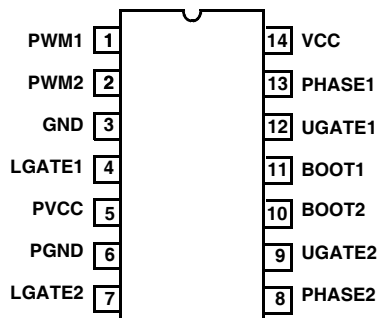 PWM1 1 14 VCC
PWM2 2 13 PHASE1
GND 3 12 UGATE1
LGATE1 4 11 BOOT1
PVCC 5 10 BOOT2
PGND 6 9 UGATE2
LGATE2 7 8 PHASE2